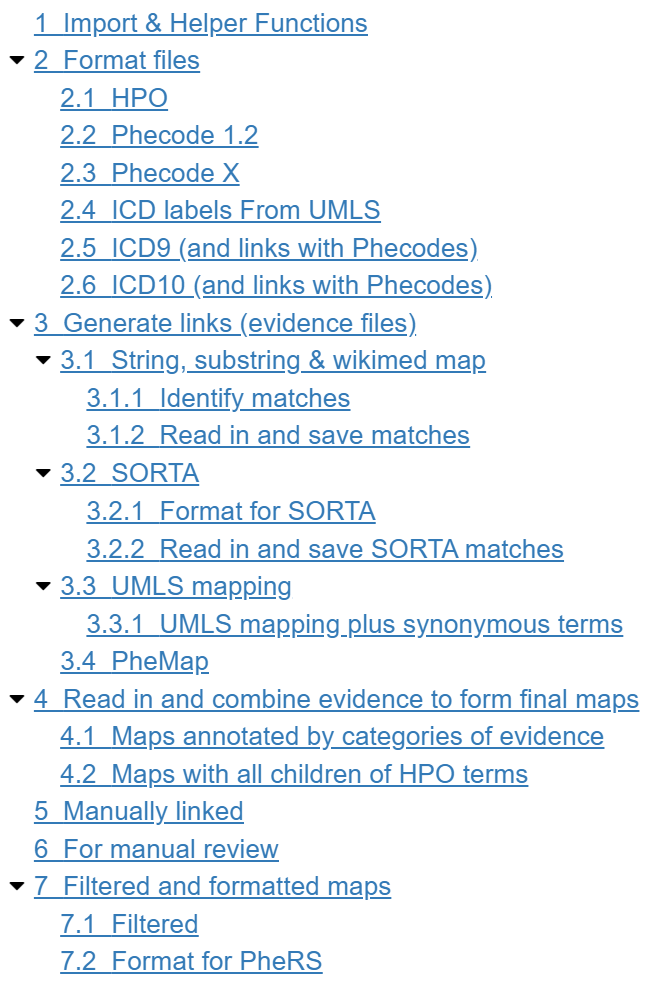 1 Import & Helper Functions
2 Format files
2.1 HPO
2.2 Phecode 1.2
2.3 Phecode X
2.4 ICD labels From UMLS
2.5 ICD9 (and links with Phecodes)
2.6 ICD10 (and links with Phecodes)
3 Generate links (evidence files)
3.1 String, substring & wikimed map
3.1.1 Identify matches
3.1.2 Read in and save matches
3.2 SORTA
3.2.1 Format for SORTA
3.2.2 Read in and save SORTA matches
3.3 UMLS mapping
3.3.1 UMLS mapping plus synonymous terms
3.4 PheMap
4 Read in and combine evidence to form final maps
4.1 Maps annotated by categories of evidence
4.2 Maps with all children of HPO terms
5 Manually linked
6 For manual review
7 Filtered and formatted maps
7.1 Filtered
7.2 Format for PheRS